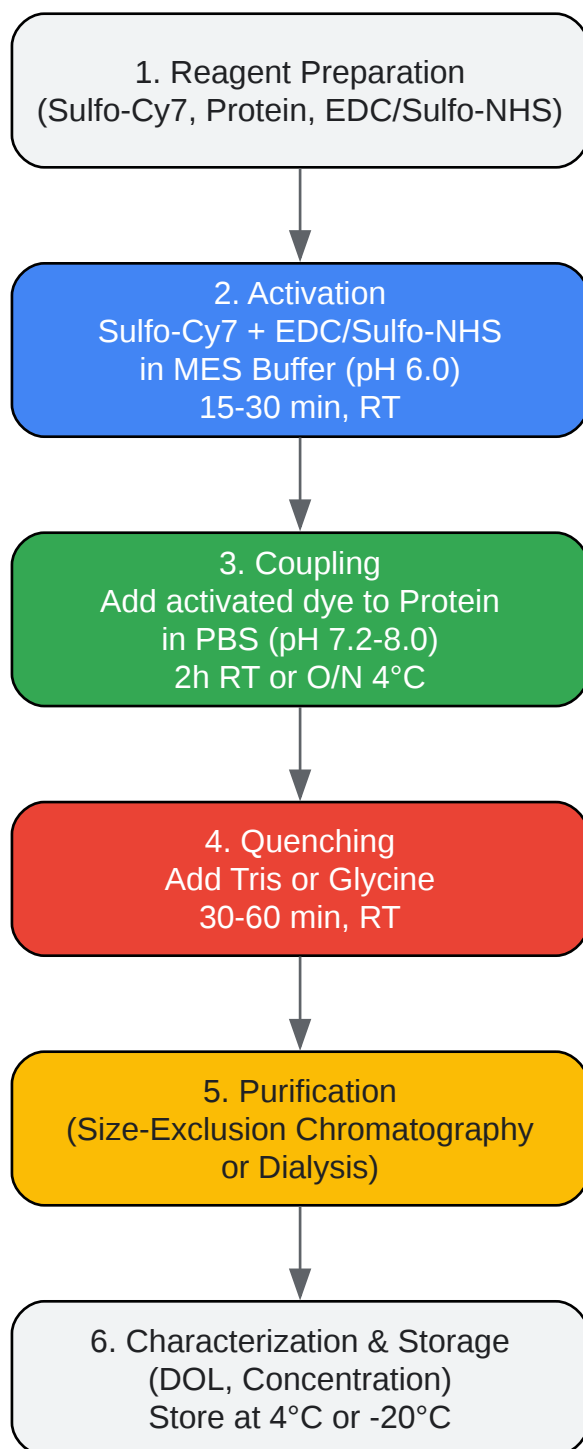 1. Reagent Preparation
(Sulfo-Cy7, Protein, EDC/Sulfo-NHS)
2. Activation
Sulfo-Cy7 + EDC/Sulfo-NHS
in MES Buffer (pH 6.0)
15-30 min, RT
3. Coupling
Add activated dye to Protein
in PBS (pH 7.2-8.0)
2h RT or O/N 4°C
4. Quenching
Add Tris or Glycine
30-60 min, RT
5. Purification
(Size-Exclusion Chromatography
or Dialysis)
6. Characterization & Storage
(DOL, Concentration)
Store at 4°C or -20°C